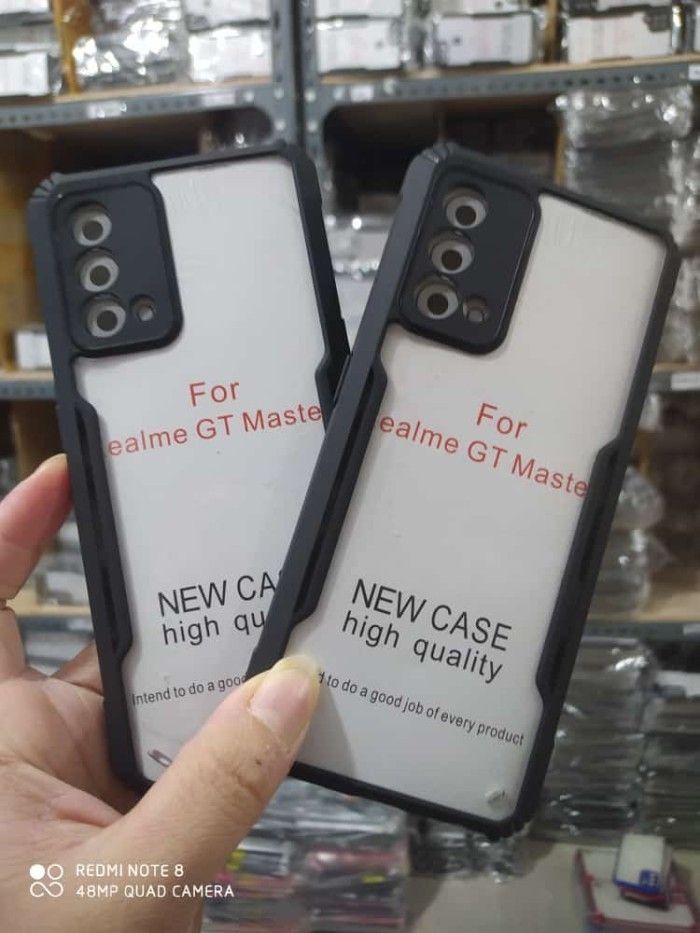 For
ealme GT Maste
NEW CA
high qu
Intend to do a good
For
ealme GT Maste
NEW CASE
high quality
d to do a good job of every product
REDMI NOTE 8
48MP QUAD CAMERA